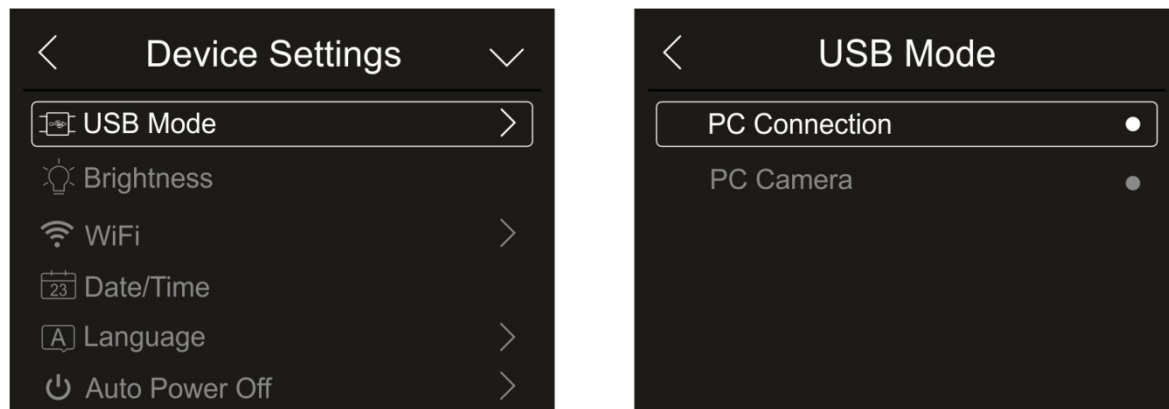 Device Settings
USB Mode
Brightness
WiFi
23 Date/Time
A Language
Auto Power Off
USB Mode
PC Connection
PC Camera